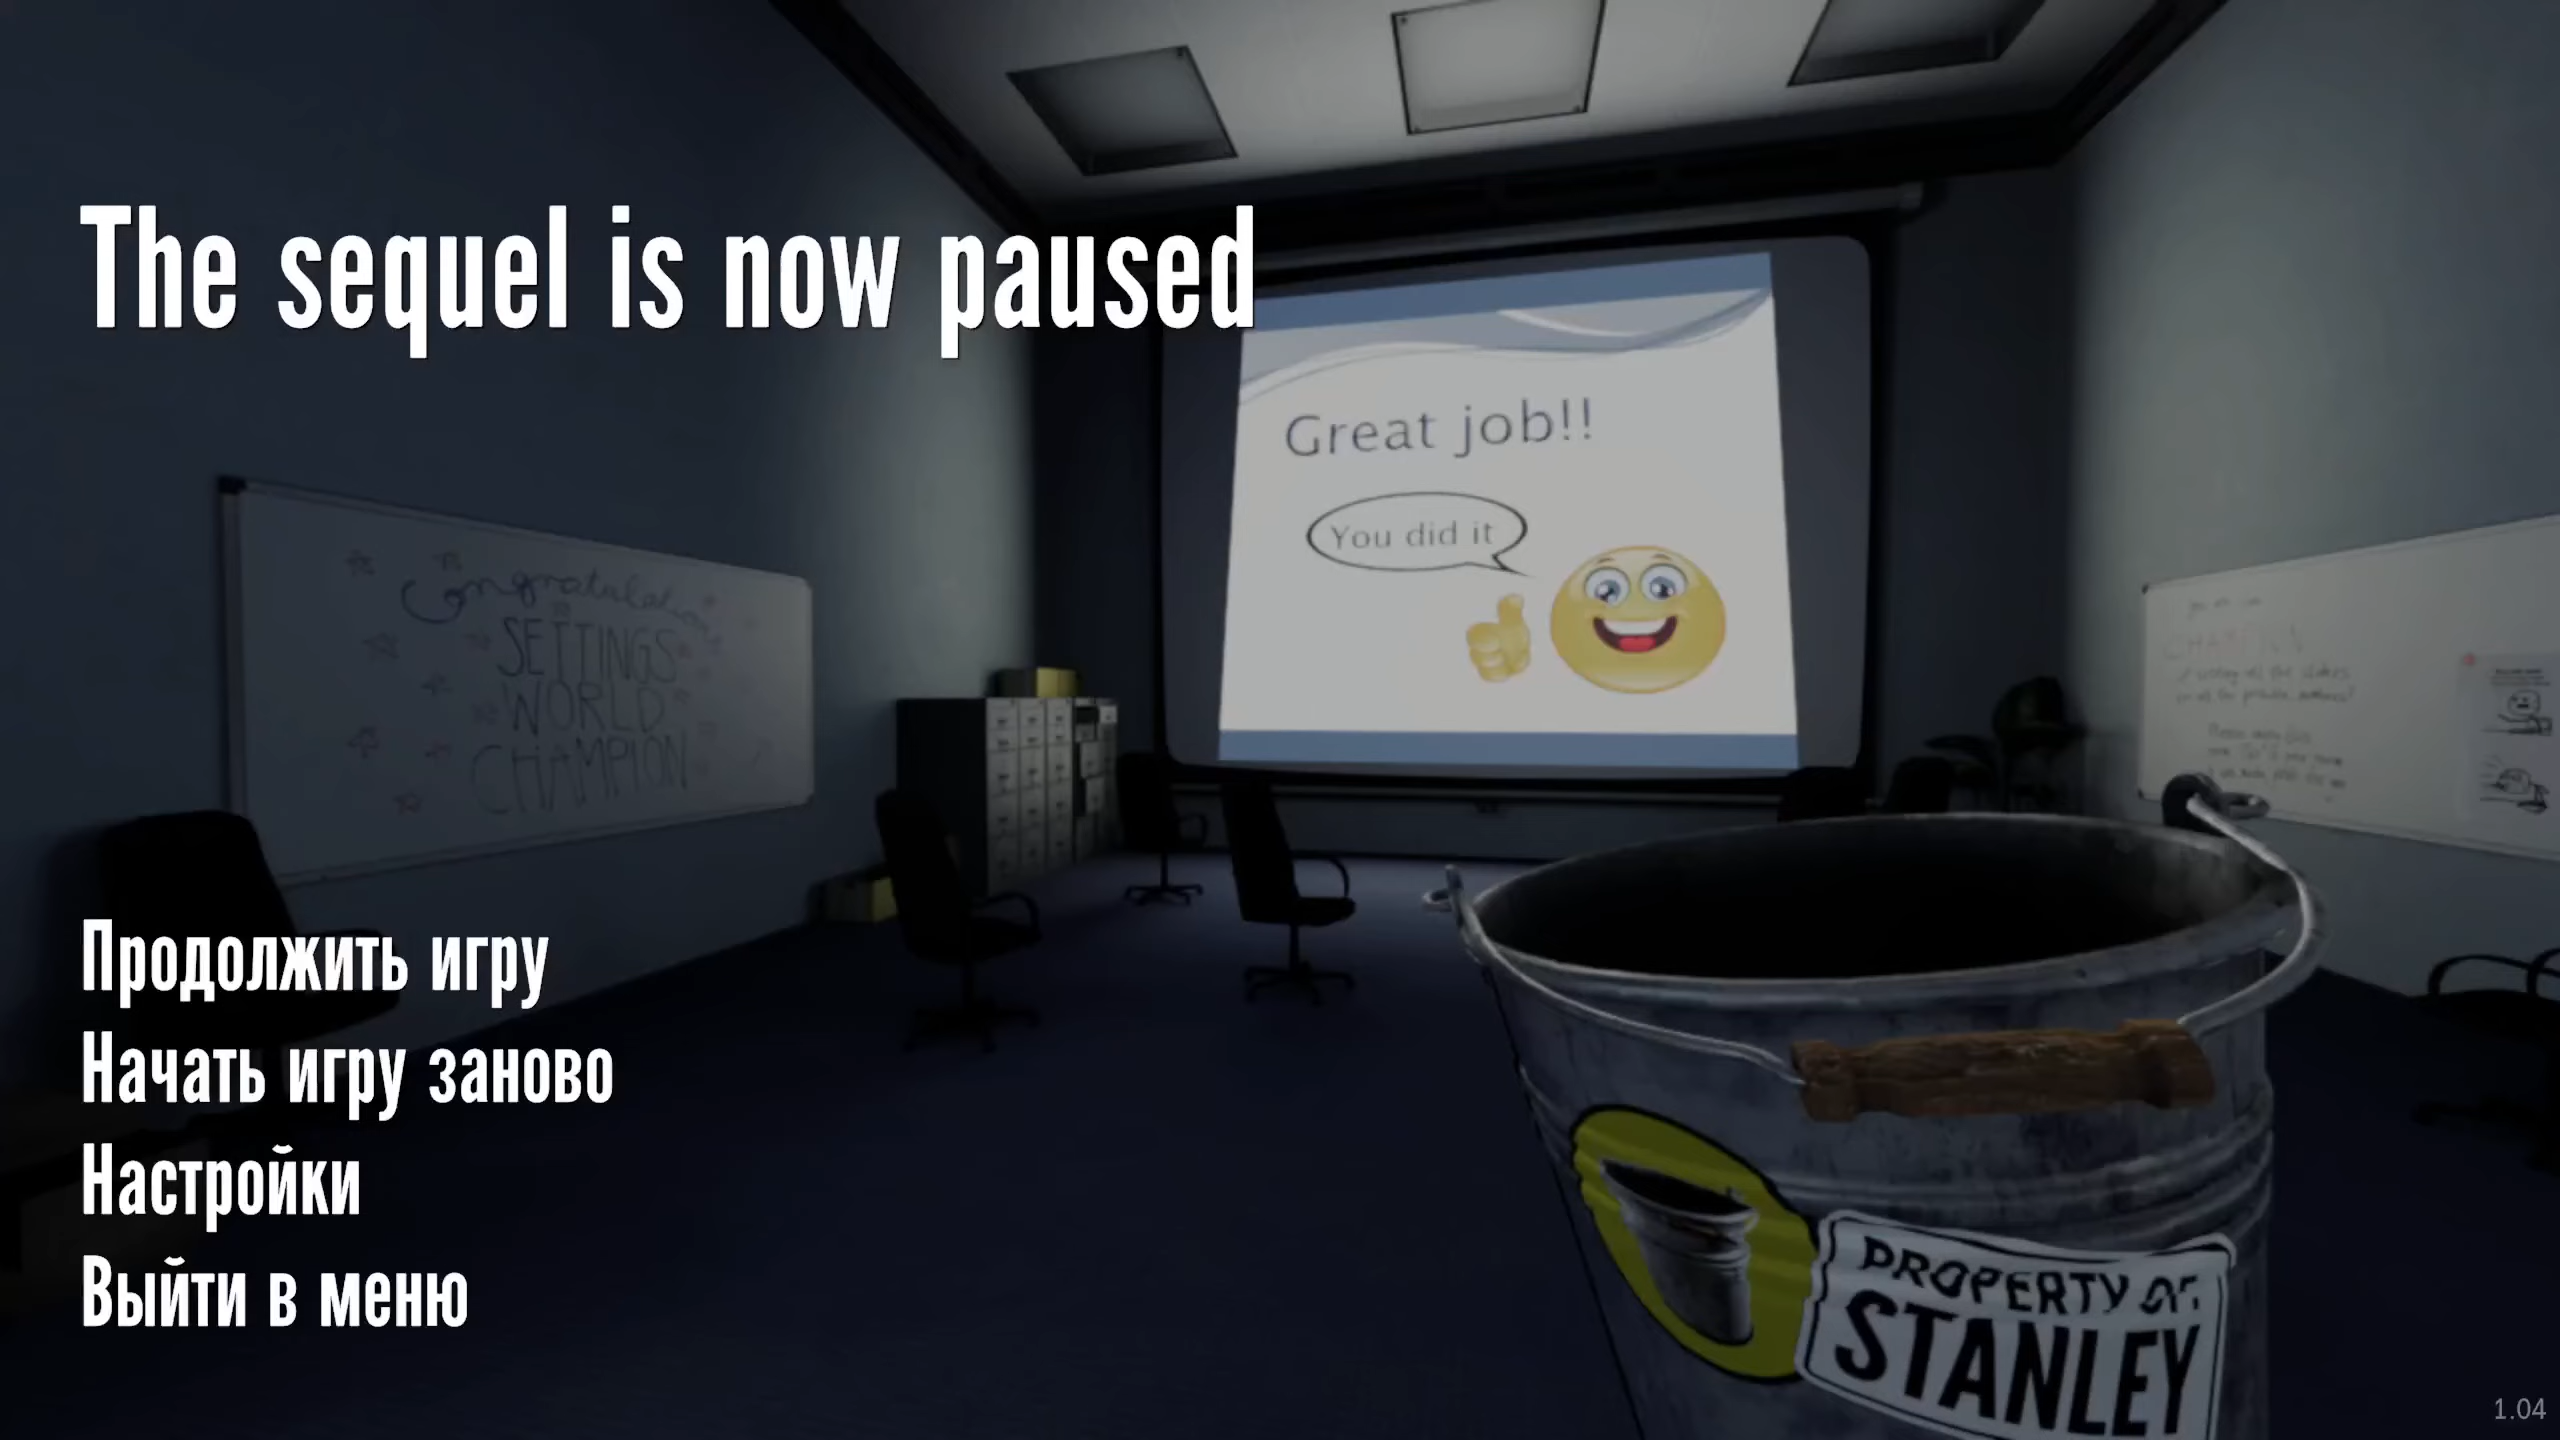 The sequel is now paused
Great job!!
You did it
Congratulations
SETTINGS
WORLD
CHAMPION
Продолжить игру
Начать игру заново
Настройки
Выйти в меню
PROPERTY OF:
STANLEY
1.04